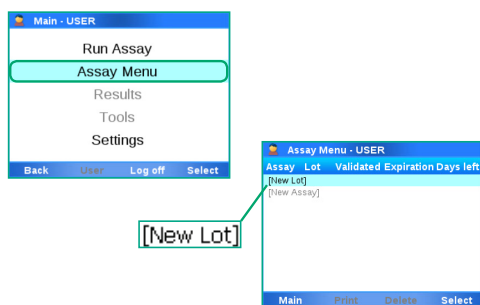 Main - USER
Run Assay
Assay Menu
Results
Tools
Settings
Back User Log off Select
Assay Menu - USER
Assay Lot Validated Expiration Days left
[New Lot]
[New Assay]
[New Lot]
Main Print Delete Select